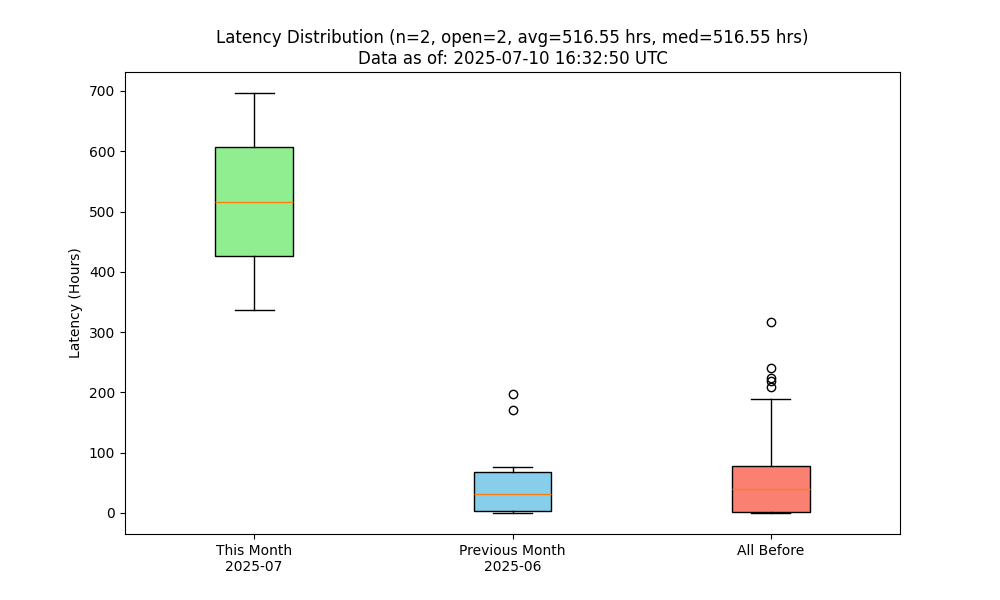 Latency Distribution (n=2, open=2, avg=516.55 hrs, med=516.55 hrs)
Data as of: 2025-07-10 16:32:50 UTC
Latency (Hours)
700
600
500
400
300
200
100
0
This Month
2025-07
Previous Month
2025-06
All Before